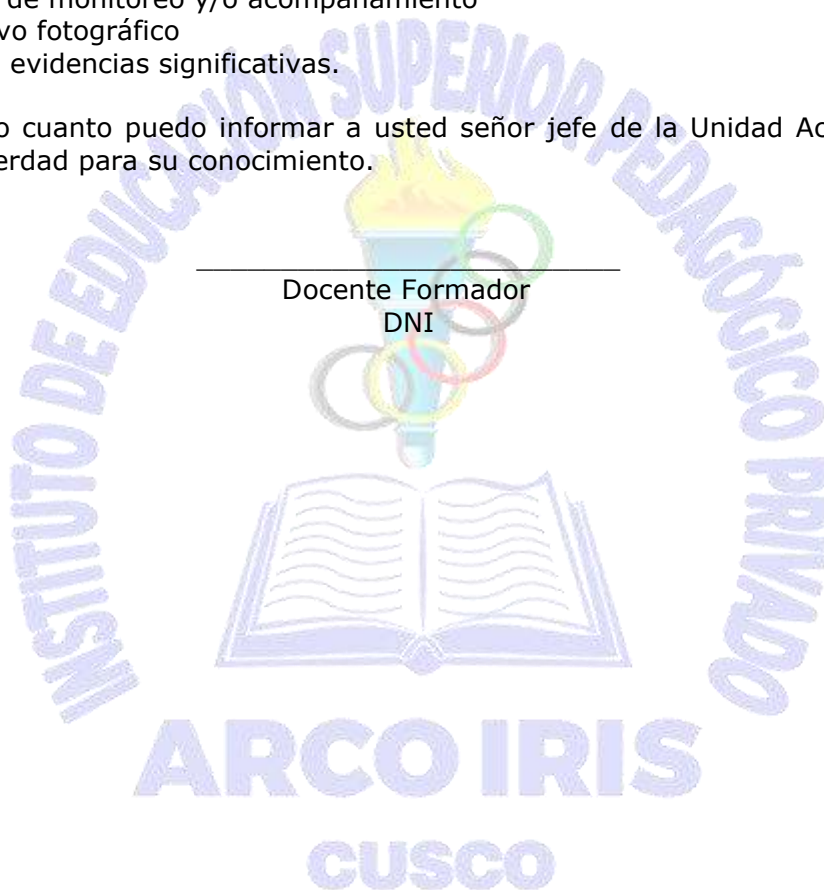 de monitoreo y/o acompañamiento
vo fotográfico
evidencias significativas.
o cuanto puedo informar a usted señor jefe de la Unidad Ac
erdad para su conocimiento.
Docente Formador
DNI
INSTITUTO DE EDUCACIÓN SUPERIOR PEDAGÓGICO PRIVADO
ARCO IRIS
CUSCO